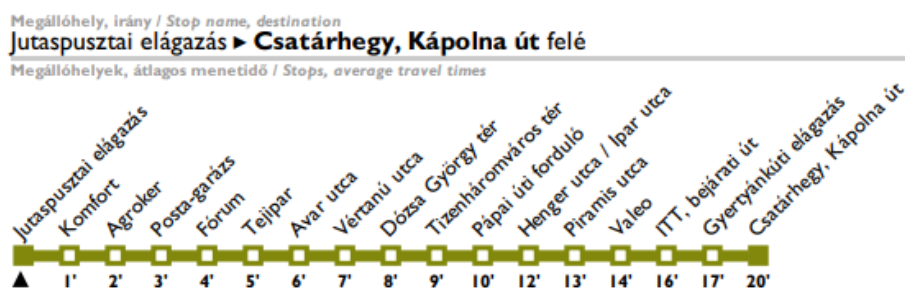 Megállóhely, irány / Stop name, destination
Jutaspusztai elágazás ▸ Csatárhegy, Kápolna út felé
Megállóhelyek, átlagos menetidő / Stops, average travel times
Jutaspusztai elágazás
Komfort
Agroker
Posta-garázs
Fórum
Tejipar
Avar utca
Vértanú utca
Dózsa György tér
Tizenháromváros tér
Pápai úti forduló
Henger utca / Ipar utca
Piramis utca
Valeo
ITT, bejárati út
Gyertyánkúti elágazás
Csatárhegy, Kápolna út
▲ 1' 2' 3' 4' 5' 6' 7' 8' 9' 10' 12' 13' 14' 16' 17' 20'